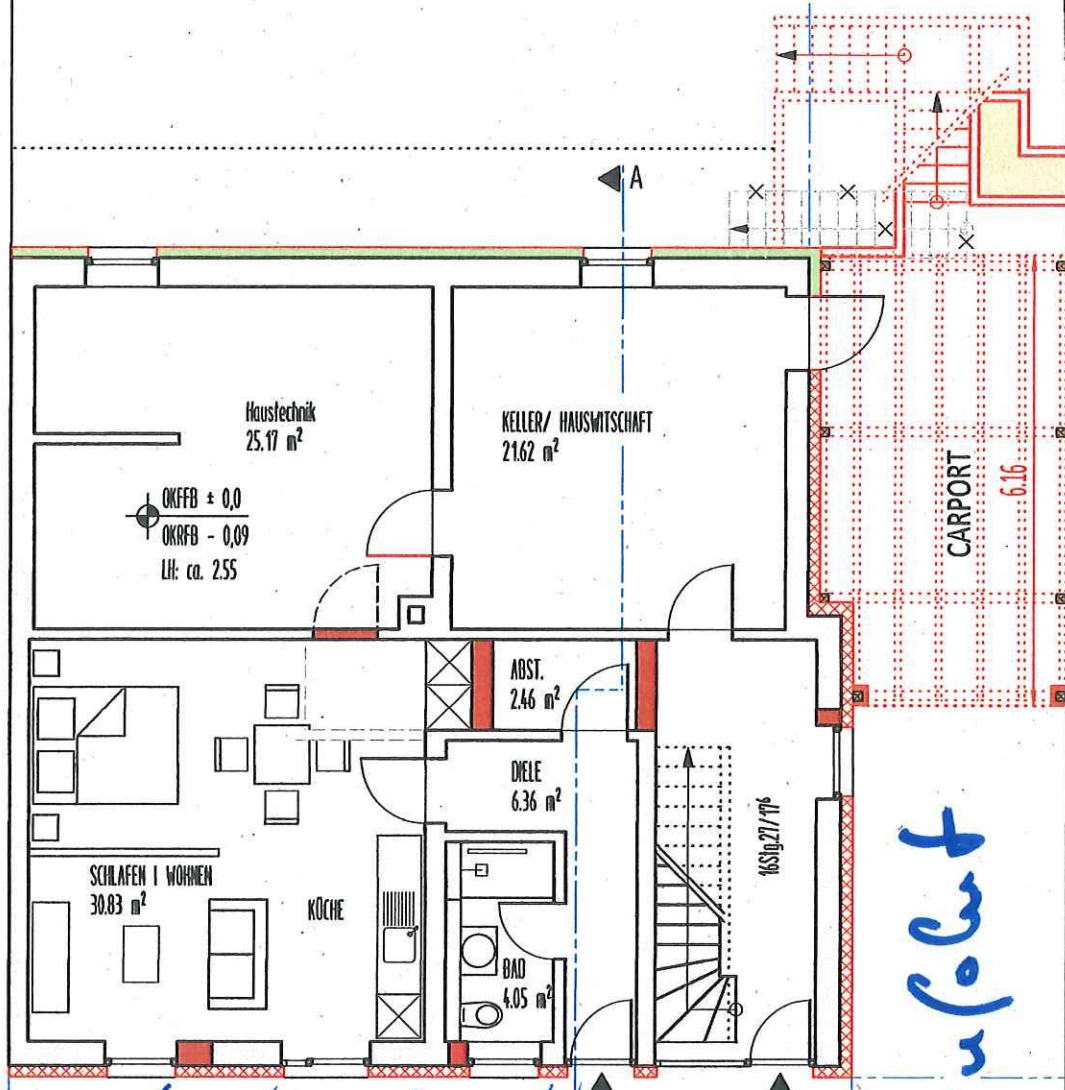 A
Haustechnik
25.17 m²
KELLER/ HAUSWITSCHAFT
21.62 m²
OKFFB ± 0,0
OKRFB - 0,09
LH: ca. 2.55
CARPORT
6.16
ABST.
2.46 m²
DIELE
6.36 m²
16Stg.27/17⁶
SCHLAFEN | WOHNEN
30.83 m²
KÜCHE
BAD
4.05 m²